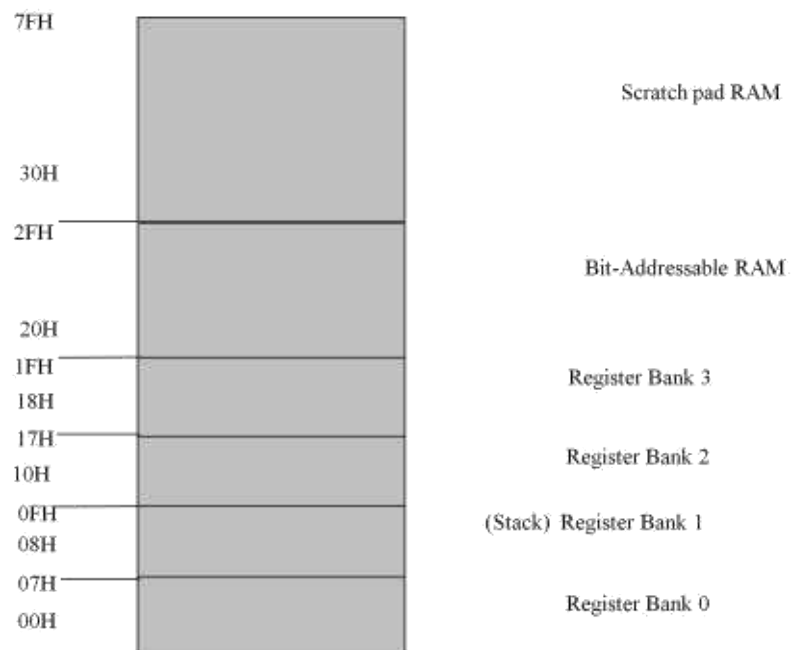 7FH
Scratch pad RAM
30H
2FH
Bit-Addressable RAM
20H
1FH
Register Bank 3
18H
17H
Register Bank 2
10H
0FH
(Stack) Register Bank 1
08H
07H
Register Bank 0
00H